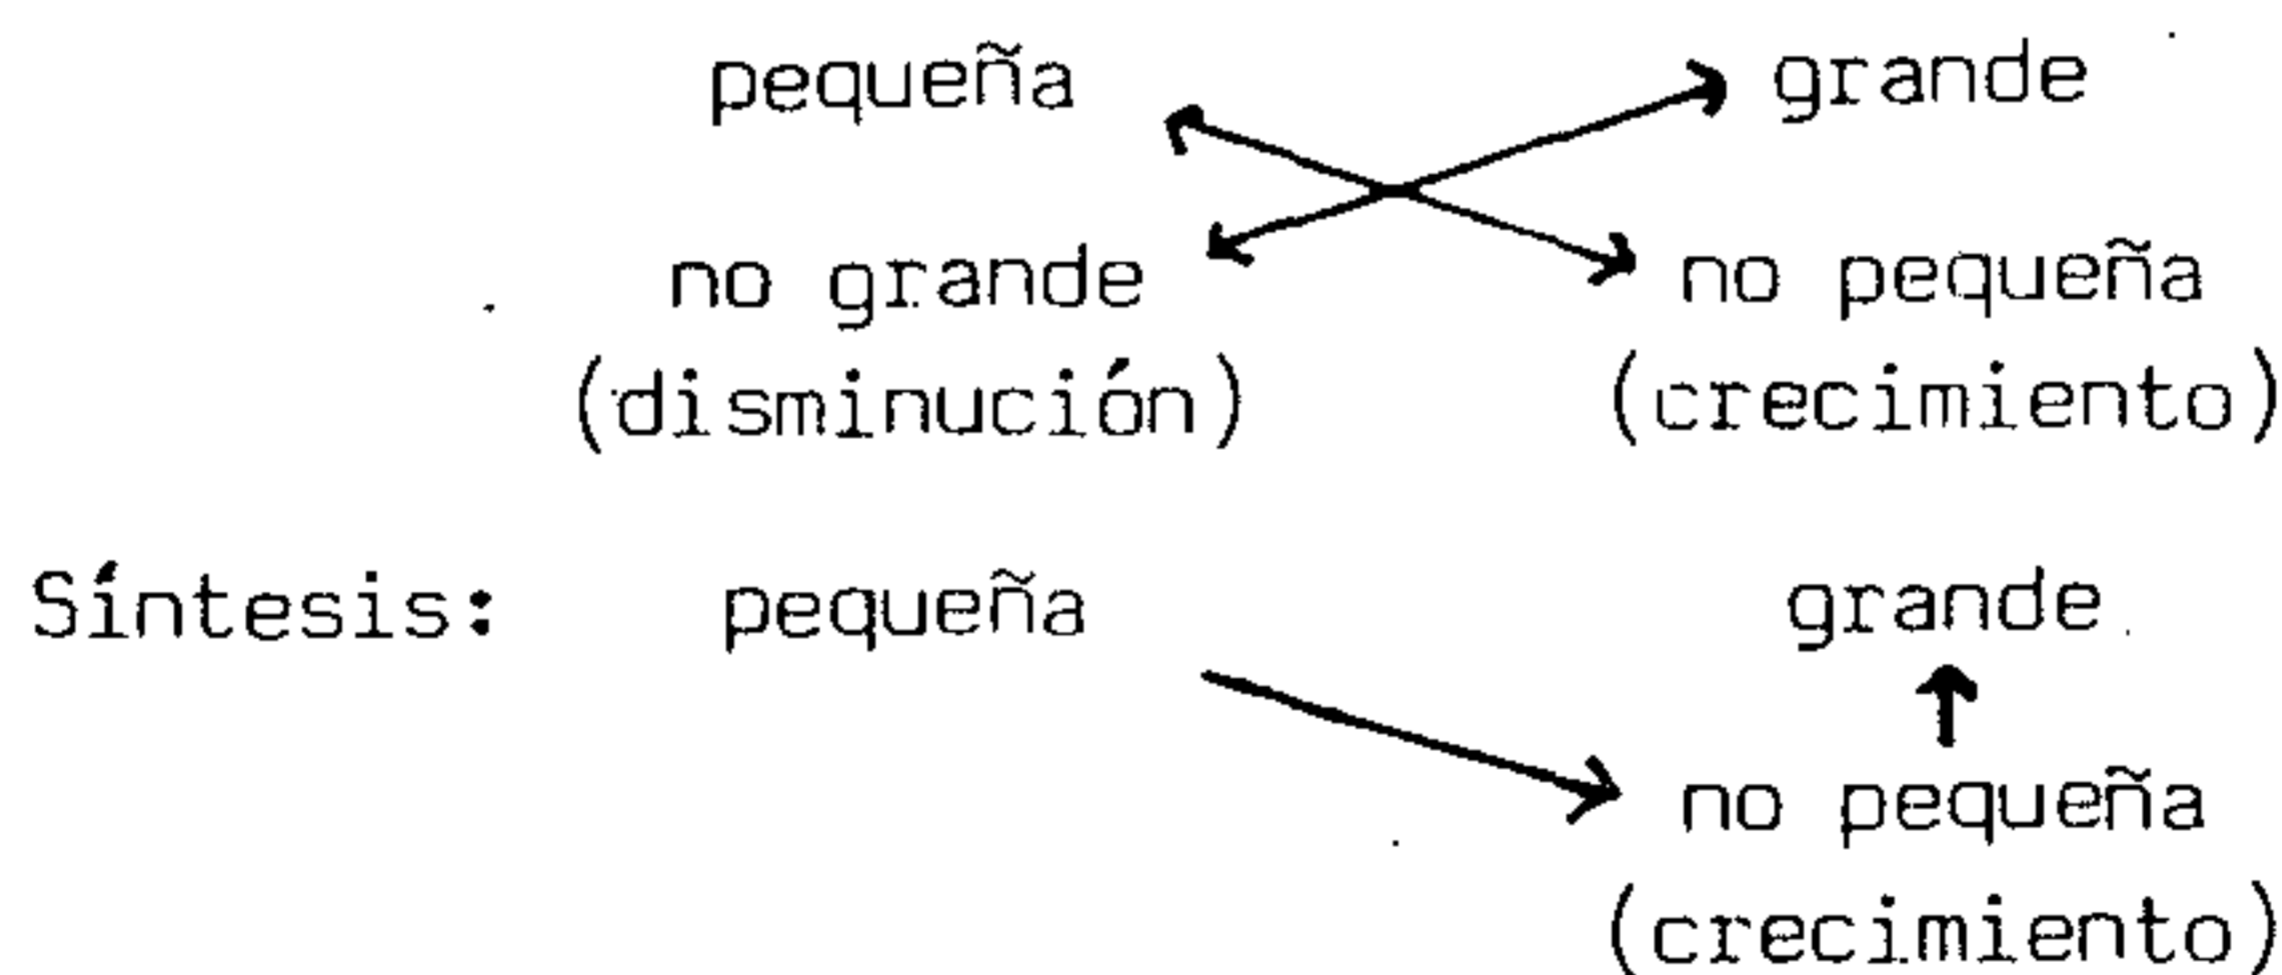 pequeña grande
no grande no pequeña
(disminución) (crecimiento)
Síntesis: pequeña grande
no pequeña
(crecimiento)